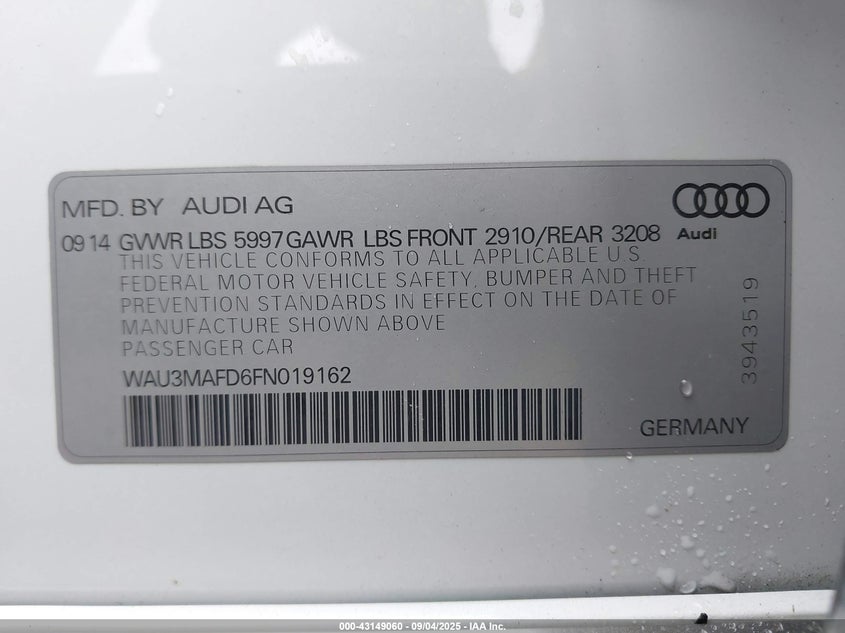 MFD. BY AUDI AG
09 14 GVWR LBS 5997 GAWR LBS FRONT 2910/REAR 3208
Audi
THIS VEHICLE CONFORMS TO ALL APPLICABLE U.S.
FEDERAL MOTOR VEHICLE SAFETY, BUMPER AND THEFT
PREVENTION STANDARDS IN EFFECT ON THE DATE OF
MANUFACTURE SHOWN ABOVE
PASSENGER CAR
3943519
WAU3MAFD6FN019162
GERMANY
000-43149060 - 09/04/2025 - IAA Inc.